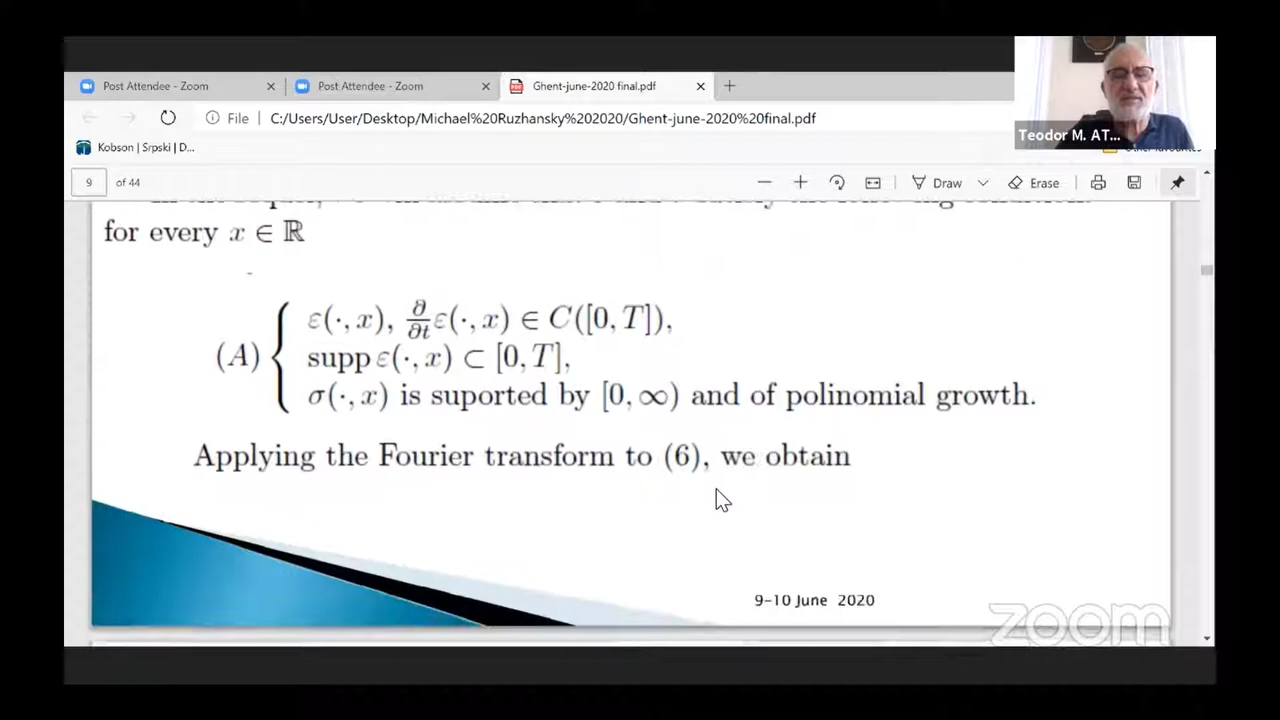 Post Attendee - Zoom
Post Attendee - Zoom
Ghent-june-2020 final.pdf
File
C:/Users/User/Desktop/Michael%20Ruzhansky%202020/Ghent-june-2020%20final.pdf
Teodor M. AT...
Kobson | Srpski | D...
9 of 44
Draw
Erase
for every x ∈ ℝ
(A) { ε(·, x), ∂/∂t ε(·, x) ∈ C([0, T]),
supp ε(·, x) ⊂ [0, T],
σ(·, x) is suported by [0, ∞) and of polinomial growth.
Applying the Fourier transform to (6), we obtain
9-10 June 2020
zoom